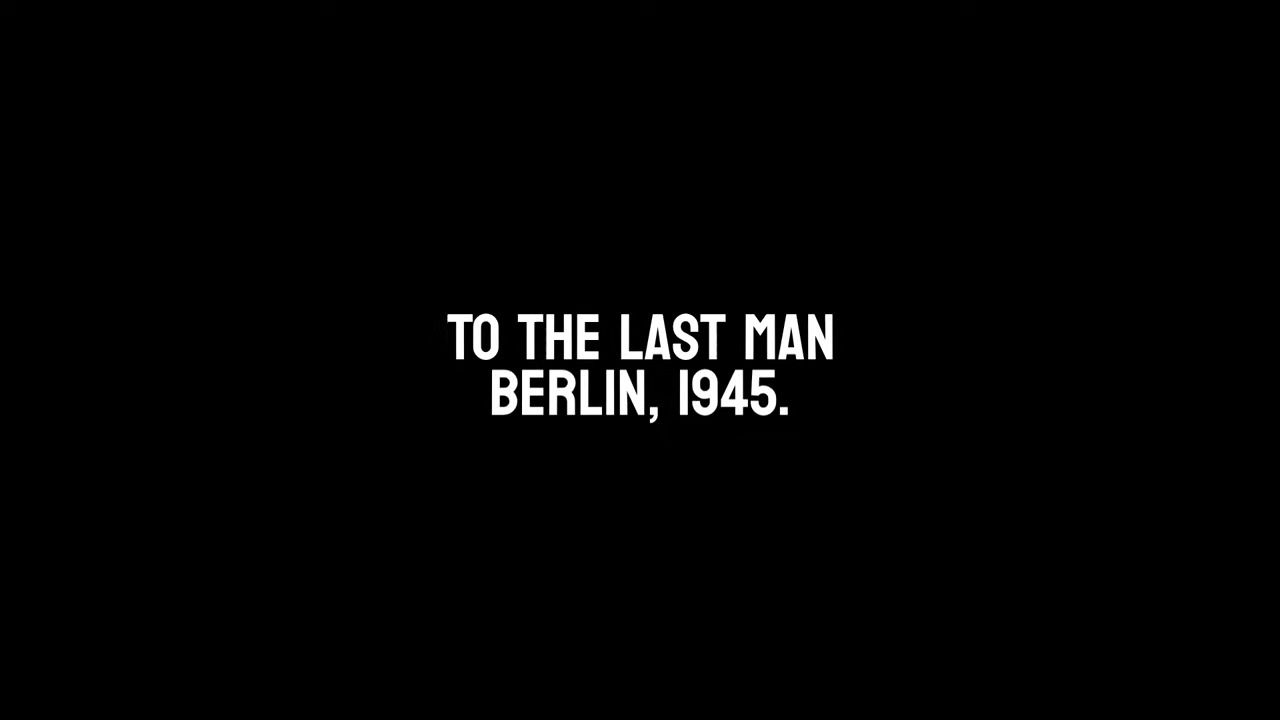 TO THE LAST MAN
BERLIN, 1945.